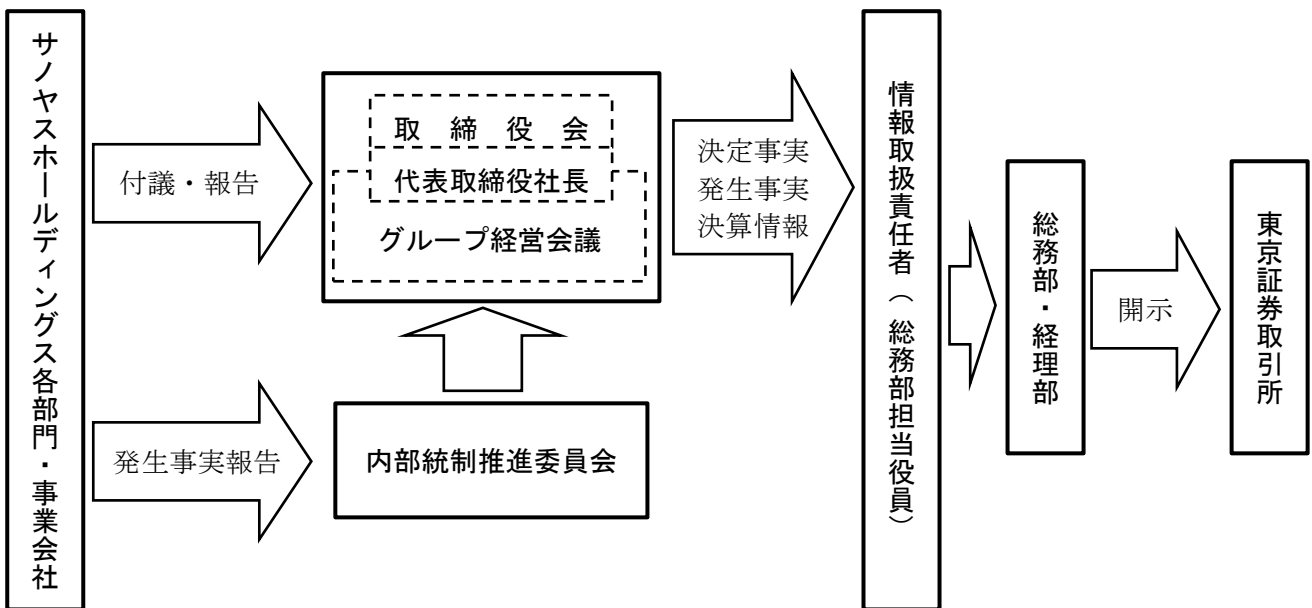 サノヤスホールディングス各部門・事業会社
付議・報告
取締役会
代表取締役社長
グループ経営会議
発生事実報告
内部統制推進委員会
決定事実
発生事実
決算情報
情報取扱責任者（総務部担当役員）
総務部・経理部
開示
東京証券取引所